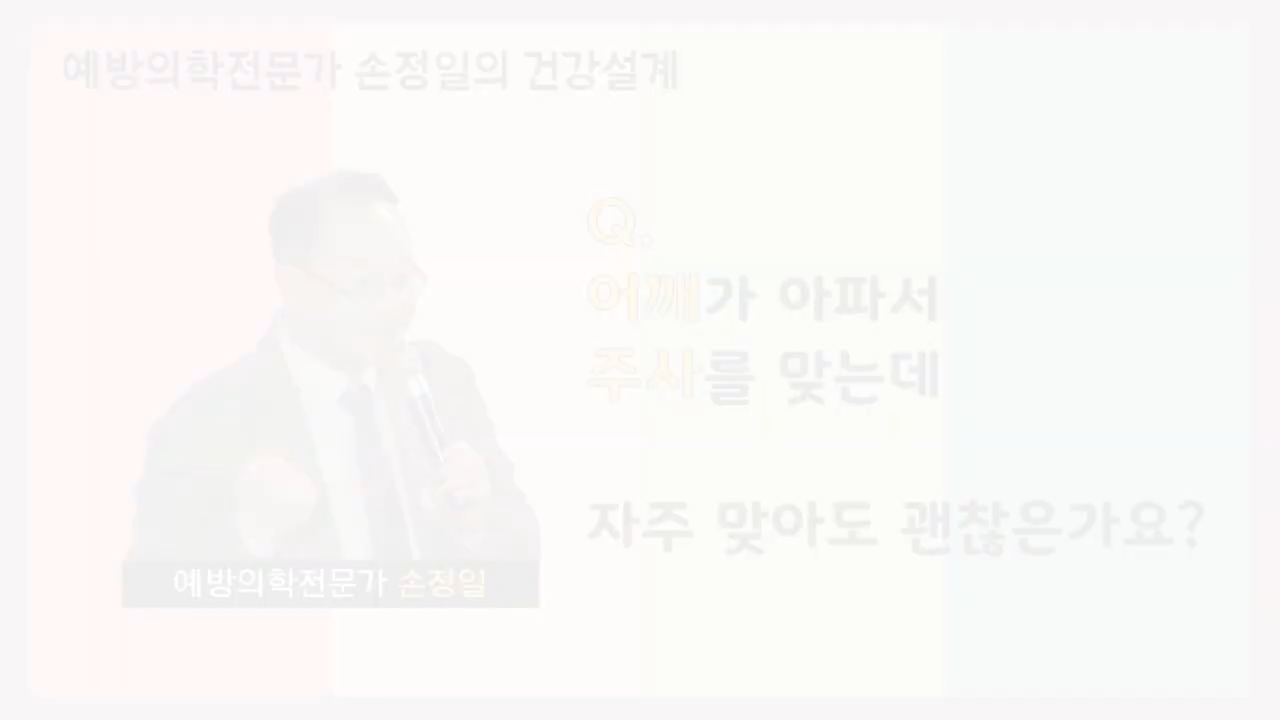 예방의학전문가 손정일의 건강설계
Q.
어깨가 아파서
주사를 맞는데
자주 맞아도 괜찮은가요?
예방의학전문가 손정일